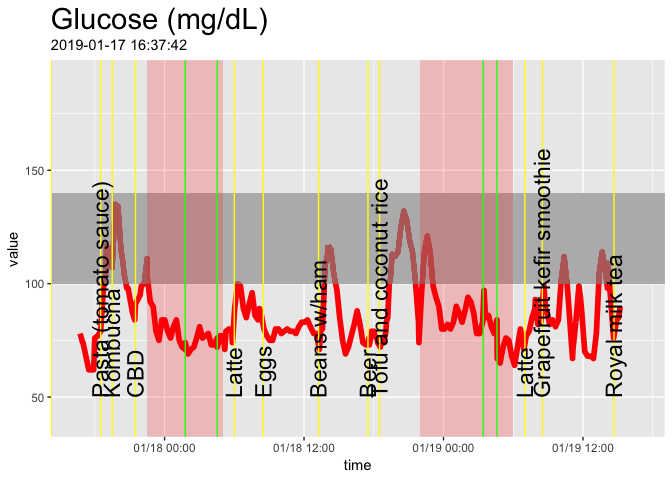 Glucose (mg/dL)
2019-01-17 16:37:42
value
150
100
50
Pasta (tomato sauce)
Kombucha
CBD
Latte
Eggs
Beans w/ham
Beer
Tofu and coconut rice
Latte
Grapefruit kefir smoothie
Royal milk tea
01/18 00:00
01/18 12:00
01/19 00:00
01/19 12:00
time